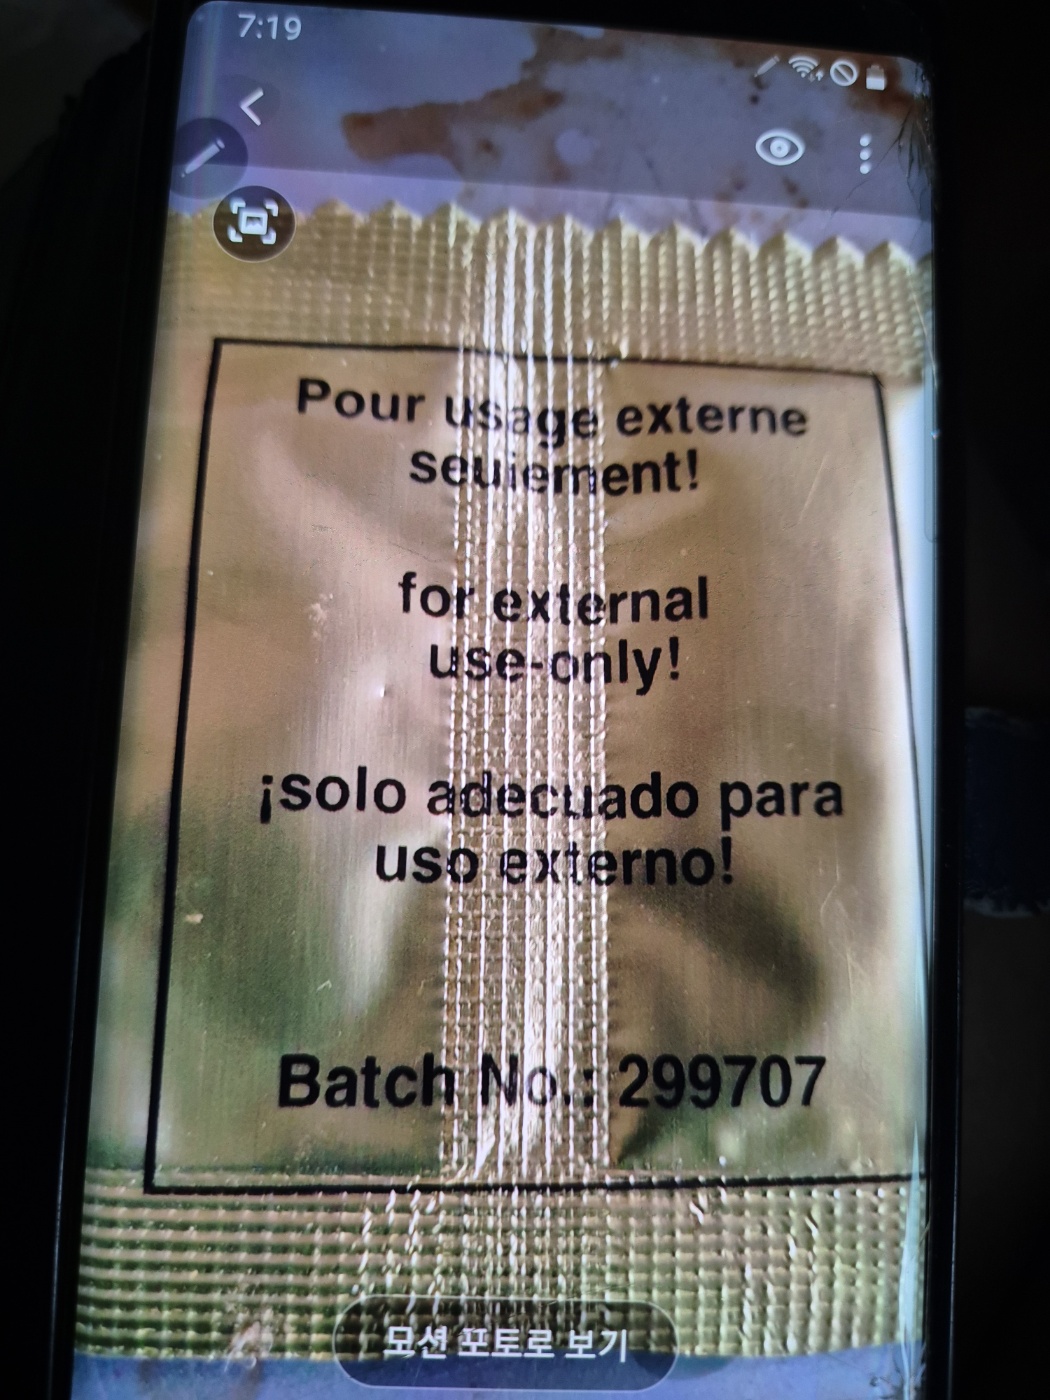 7:19
Pour usage externe
seulement!
for external
use-only!
¡solo adecuado para
uso externo!
Batch No.: 299707
모션 포토로 보기